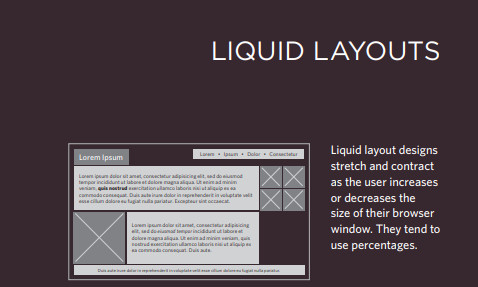 LIQUID LAYOUTS
Lorem Ipsum
Lorem • Ipsum • Dolor • Consectetur
Lorem ipsum dolor sit amet, consectetur adipisicing elit, sed do eiusmod
tempor incididunt ut labore et dolore magna aliqua. Ut enim ad minim
veniam, quis nostrud exercitation ullamco laboris nisi ut aliquip ex ea
commodo consequat. Duis aute irure dolor in reprehenderit in voluptate velit
esse cillum dolore eu fugiat nulla pariatur. Excepteur sint occaecat.
Lorem ipsum dolor sit amet, consectetur adipisicing
elit, sed do eiusmod tempor incididunt ut labore et
dolore magna aliqua. Ut enim ad minim veniam, quis
nostrud exercitation ullamco laboris nisi ut aliquip ex
ea commodo consequat. Duis aute.
Duis aute irure dolor in reprehenderit in voluptate velit esse cillum dolore eu fugiat nulla pariatur.
Liquid layout designs
stretch and contract
as the user increases
or decreases the
size of their browser
window. They tend to
use percentages.